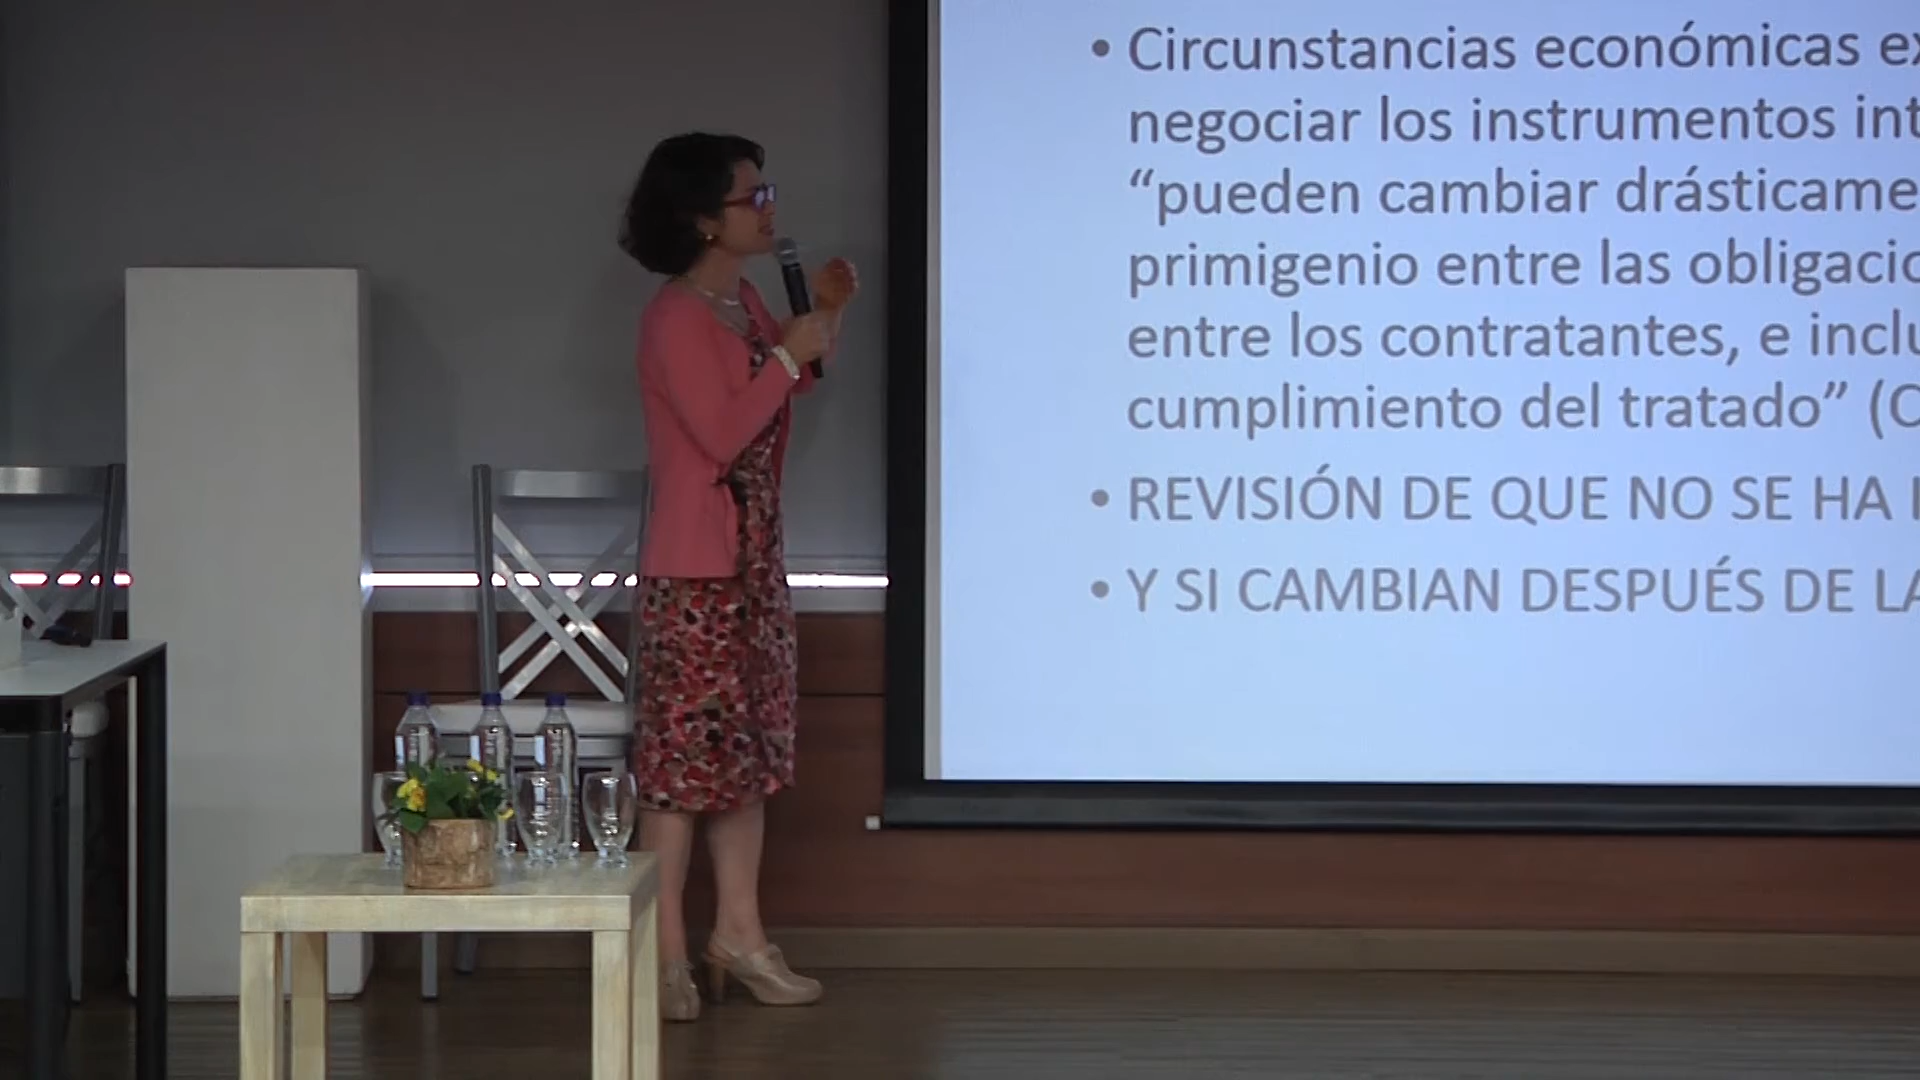 • Circunstancias económicas ex
negociar los instrumentos int
“pueden cambiar drásticame
primigenio entre las obligacio
entre los contratantes, e inclu
cumplimiento del tratado” (O
• REVISIÓN DE QUE NO SE HA
• Y SI CAMBIAN DESPUÉS DE LA